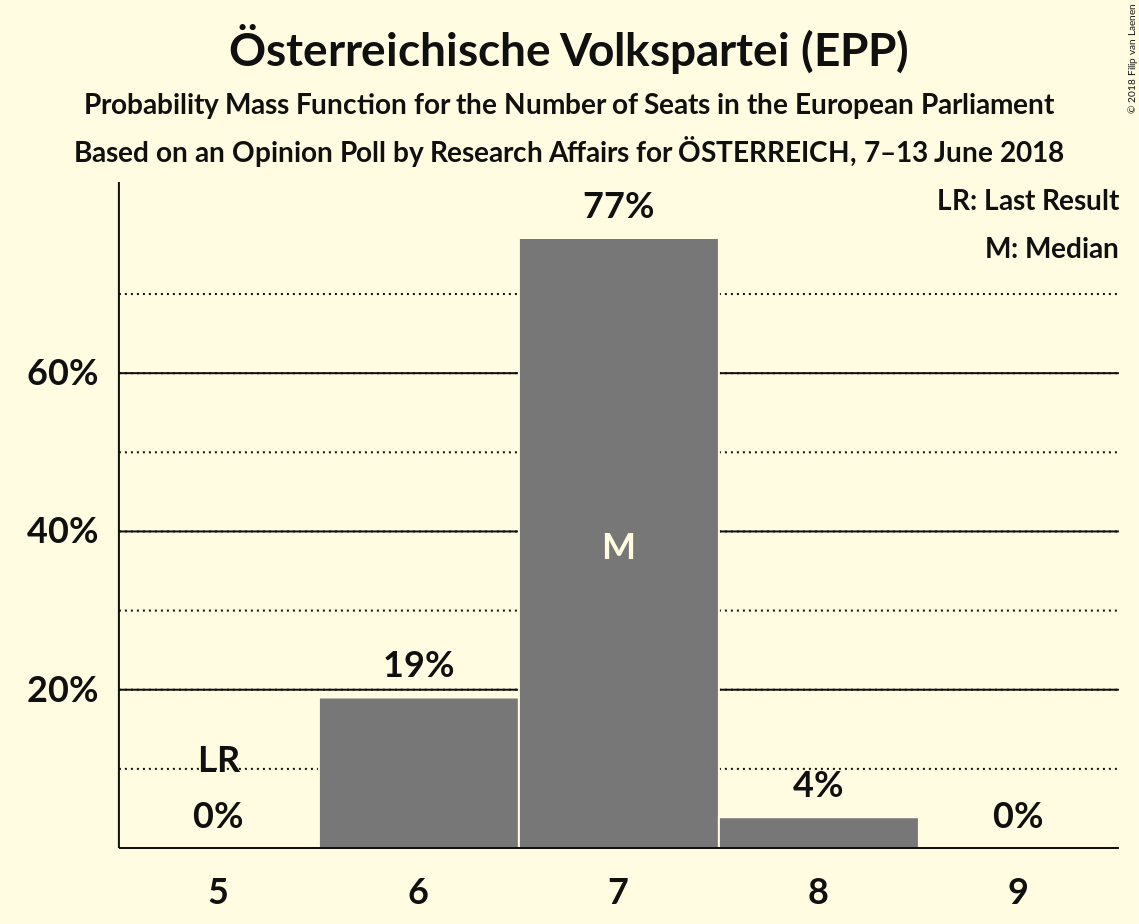 Österreichische Volkspartei (EPP)
Probability Mass Function for the Number of Seats in the European Parliament
Based on an Opinion Poll by Research Affairs for ÖSTERREICH, 7–13 June 2018
© 2018 Filip van Laenen
LR: Last Result
M: Median
77%
60%
40%
M
19%
20%
LR
0%
4%
0%
5
6
7
8
9